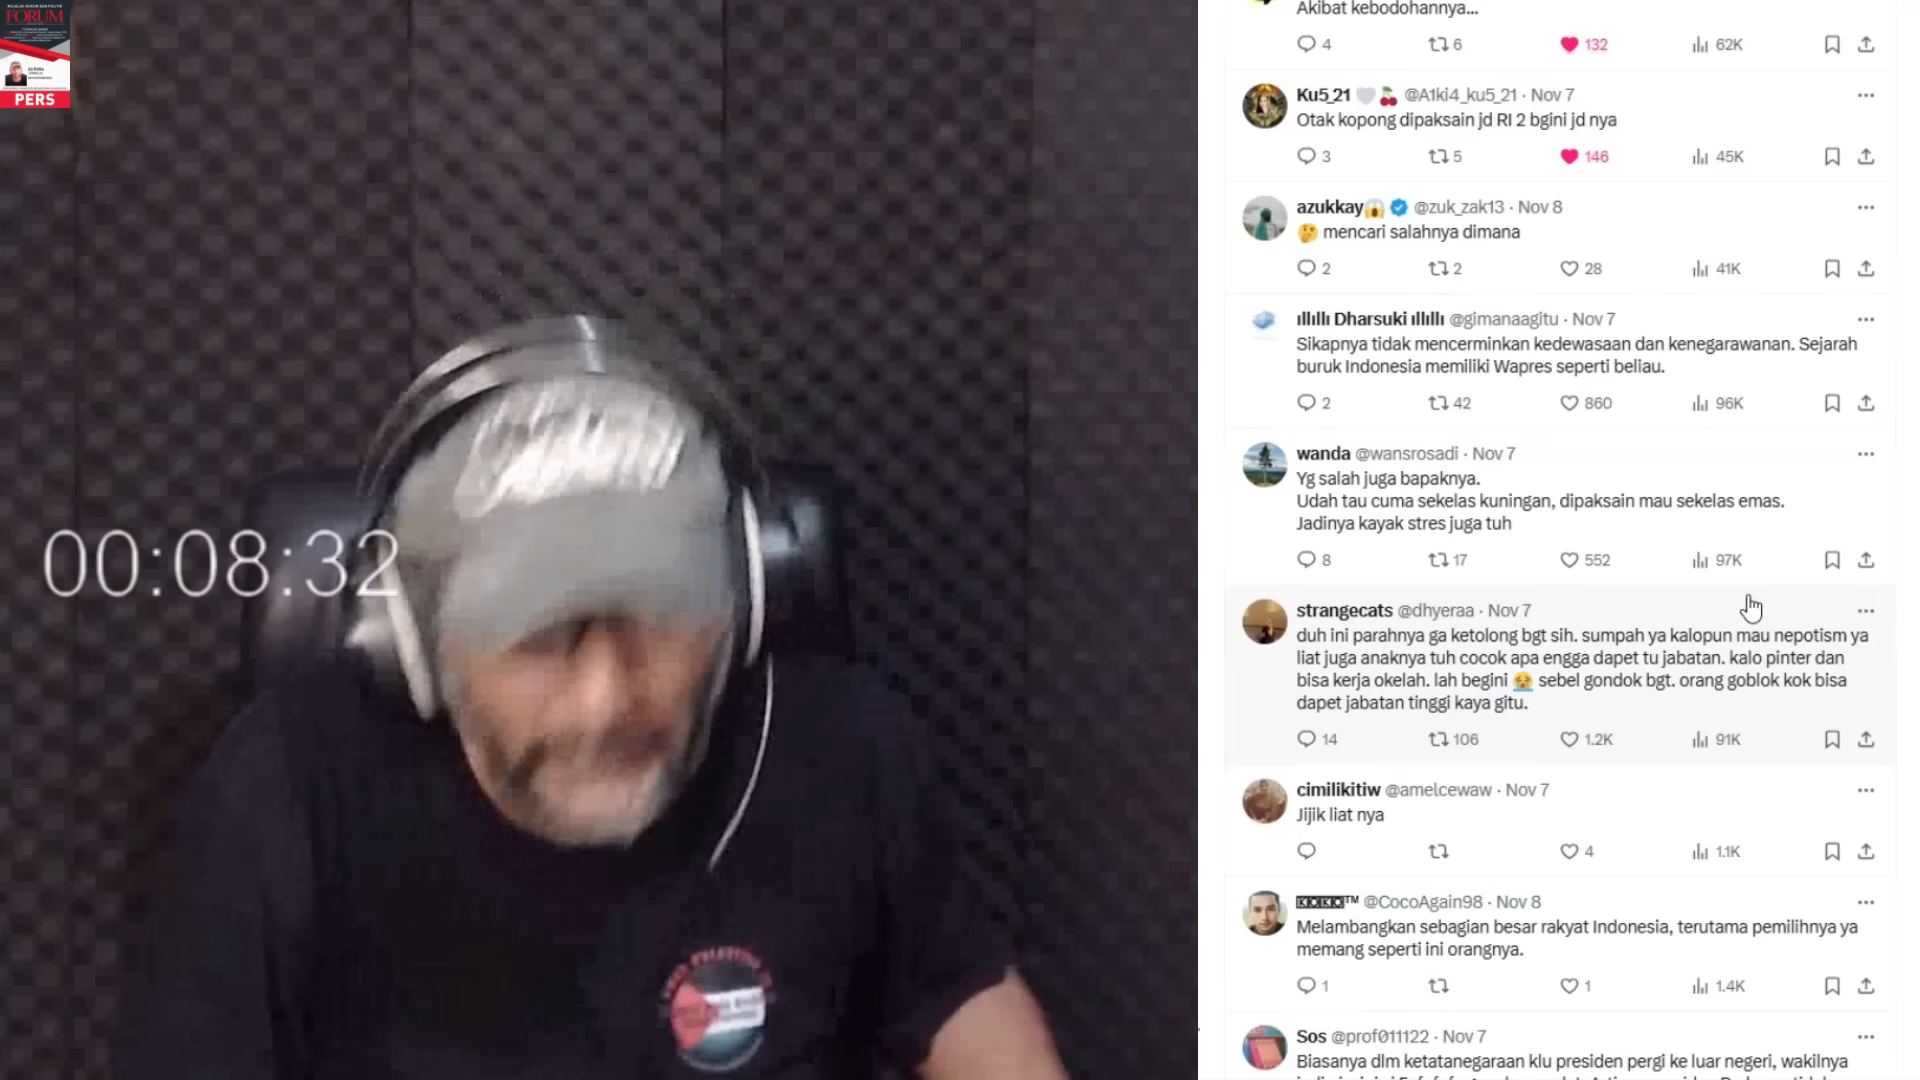 FORUM
PERS
00:08:32
Akibat kebodohannya...
4 6 132 62K
Ku5_21 🤍🍒 @A1ki4_ku5_21 · Nov 7
Otak kopong dipaksain jd RI 2 bgini jd nya
3 5 146 45K
azukkay😱 @zuk_zak13 · Nov 8
🤔 mencari salahnya dimana
2 2 28 41K
ıllıllı Dharsuki ıllıllı @gimanaagitu · Nov 7
Sikapnya tidak mencerminkan kedewasaan dan kenegarawanan. Sejarah
buruk Indonesia memiliki Wapres seperti beliau.
2 42 860 96K
wanda @wansrosadi · Nov 7
Yg salah juga bapaknya.
Udah tau cuma sekelas kuningan, dipaksain mau sekelas emas.
Jadinya kayak stres juga tuh
8 17 552 97K
strangecats @dhyeraa · Nov 7
duh ini parahnya ga ketolong bgt sih. sumpah ya kalopun mau nepotism ya
liat juga anaknya tuh cocok apa engga dapet tu jabatan. kalo pinter dan
bisa kerja okelah. lah begini 😭 sebel gondok bgt. orang goblok kok bisa
dapet jabatan tinggi kaya gitu.
14 106 1.2K 91K
cimilikitiw @amelcewaw · Nov 7
Jijik liat nya
4 1.1K
🅺🅾🅺🅾™ @CocoAgain98 · Nov 8
Melambangkan sebagian besar rakyat Indonesia, terutama pemilihnya ya
memang seperti ini orangnya.
1 1 1.4K
Sos @prof011122 · Nov 7
Biasanya dlm ketatanegaraan klu presiden pergi ke luar negeri, wakilnya